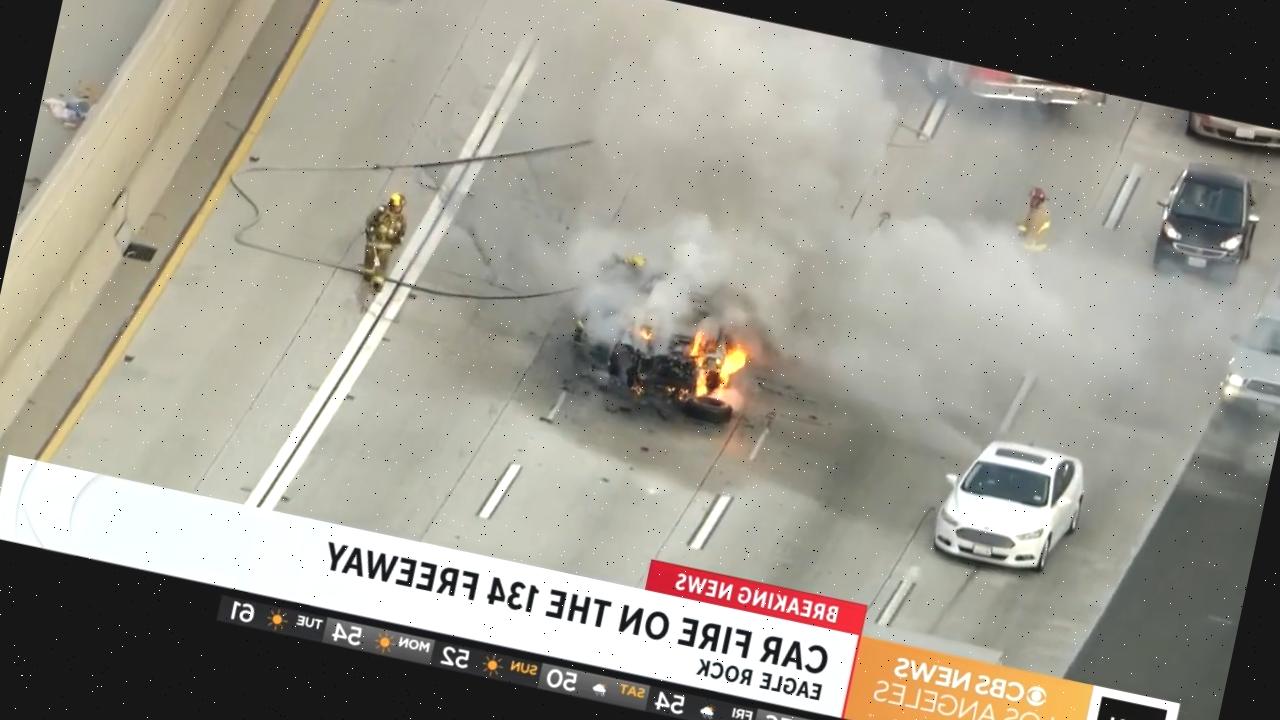 BREAKING NEWS
CAR FIRE ON THE 134 FREEWAY
EAGLE ROCK
CBS NEWS
LOS ANGELES
FRI 54 SAT 50 SUN 52 MON 54 TUE 61